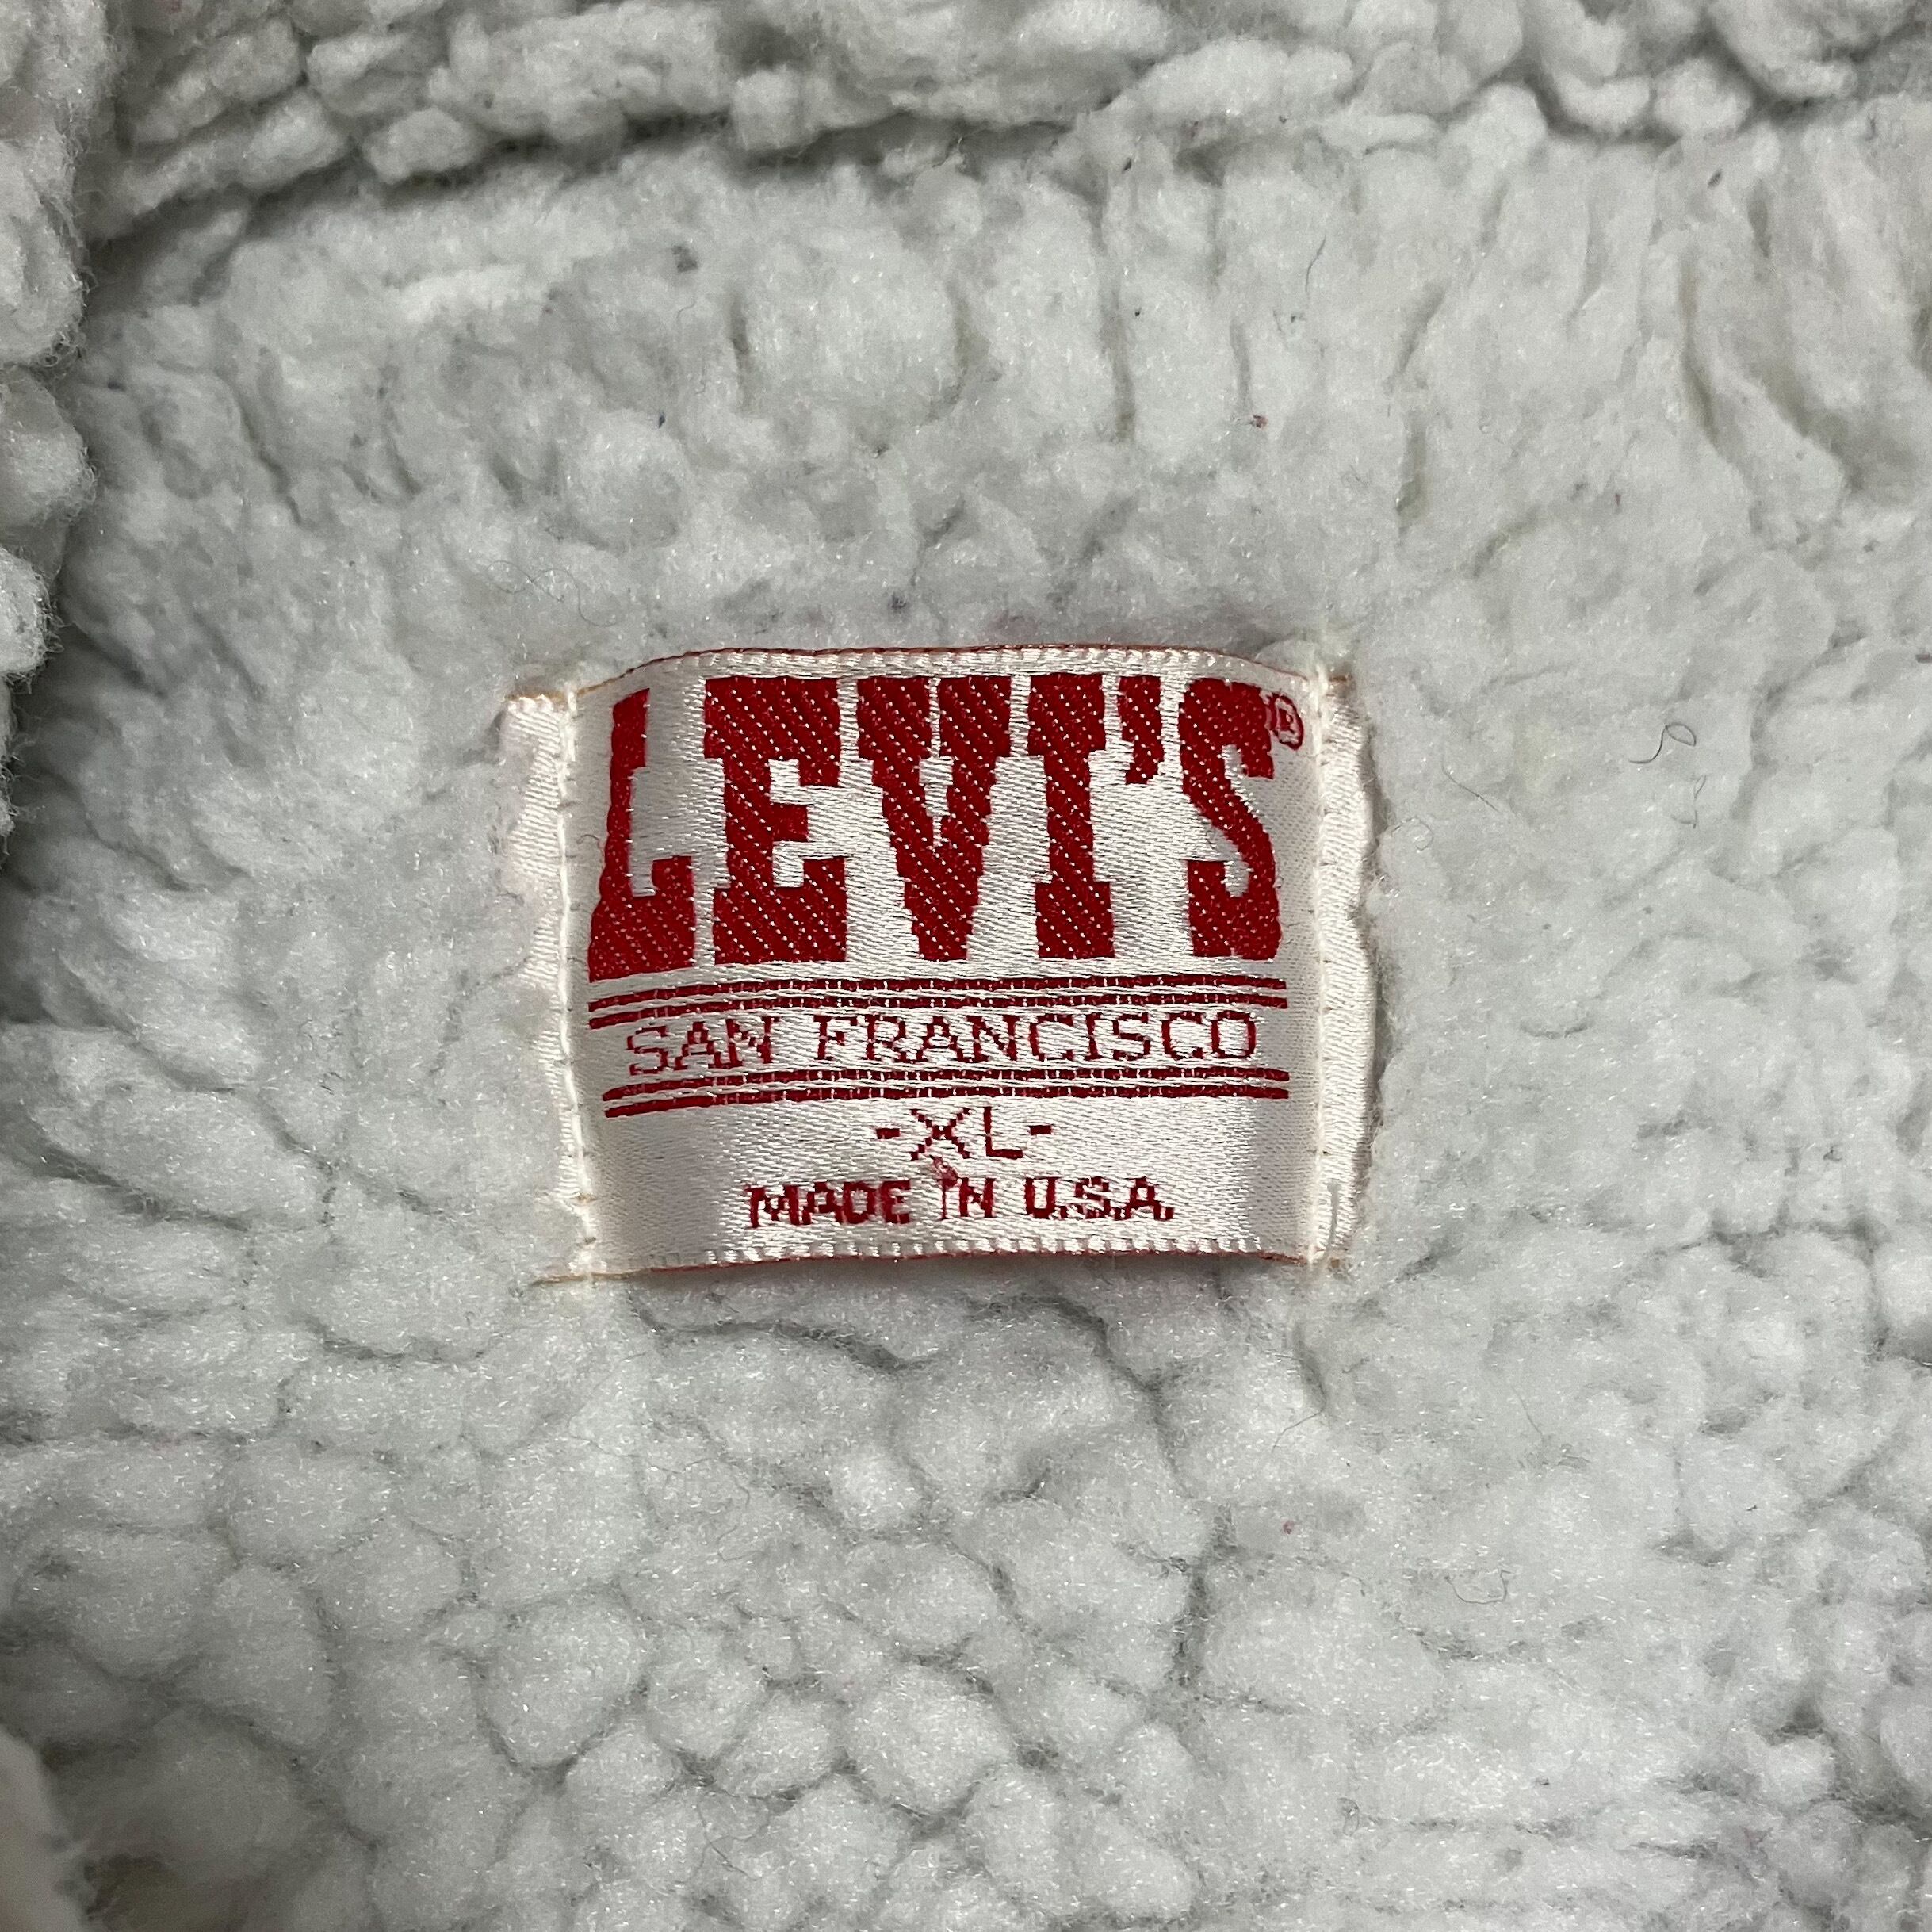 LEVI'S®
SAN FRANCISCO
-XL-
MADE IN U.S.A.